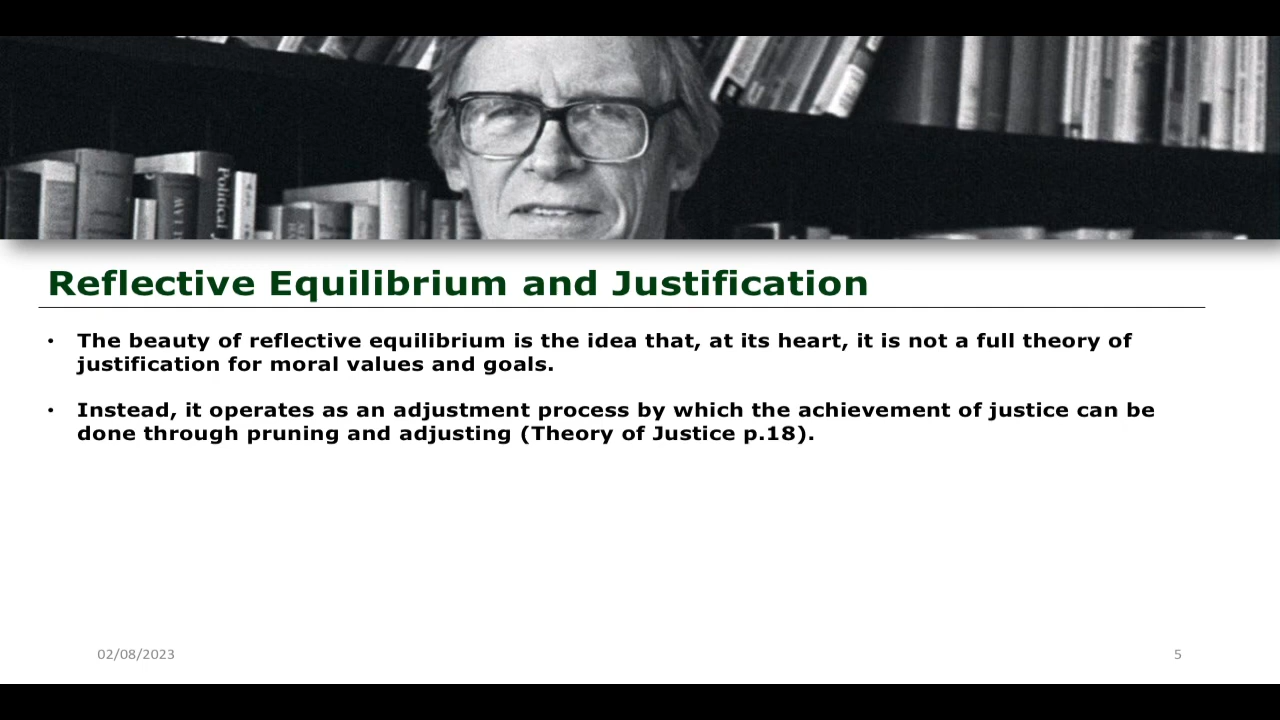 Political
LAW
Reflective Equilibrium and Justification
• The beauty of reflective equilibrium is the idea that, at its heart, it is not a full theory of
justification for moral values and goals.
• Instead, it operates as an adjustment process by which the achievement of justice can be
done through pruning and adjusting (Theory of Justice p.18).
02/08/2023
5